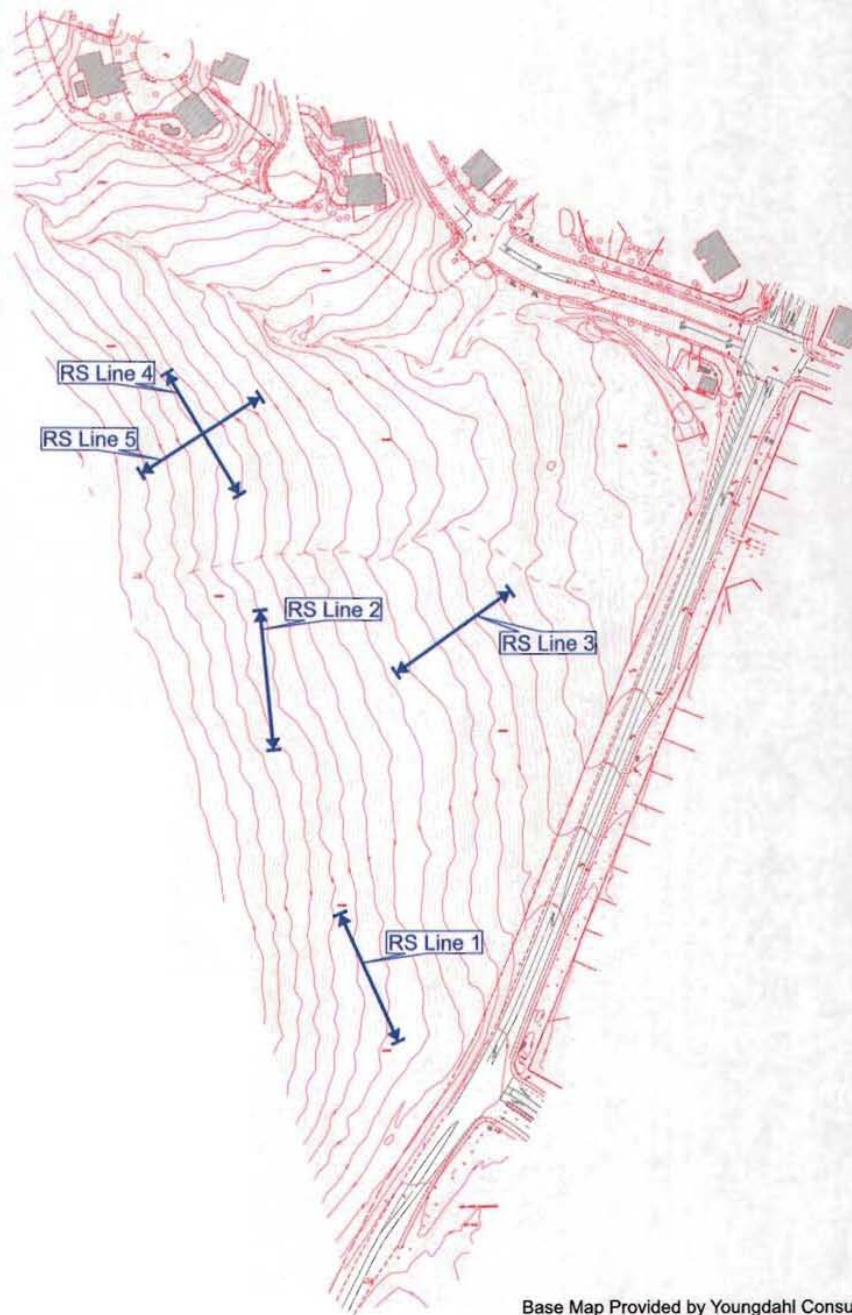 RS Line 4
RS Line 5
RS Line 2
RS Line 3
RS Line 1
Base Map Provided by Youngdahl Consu